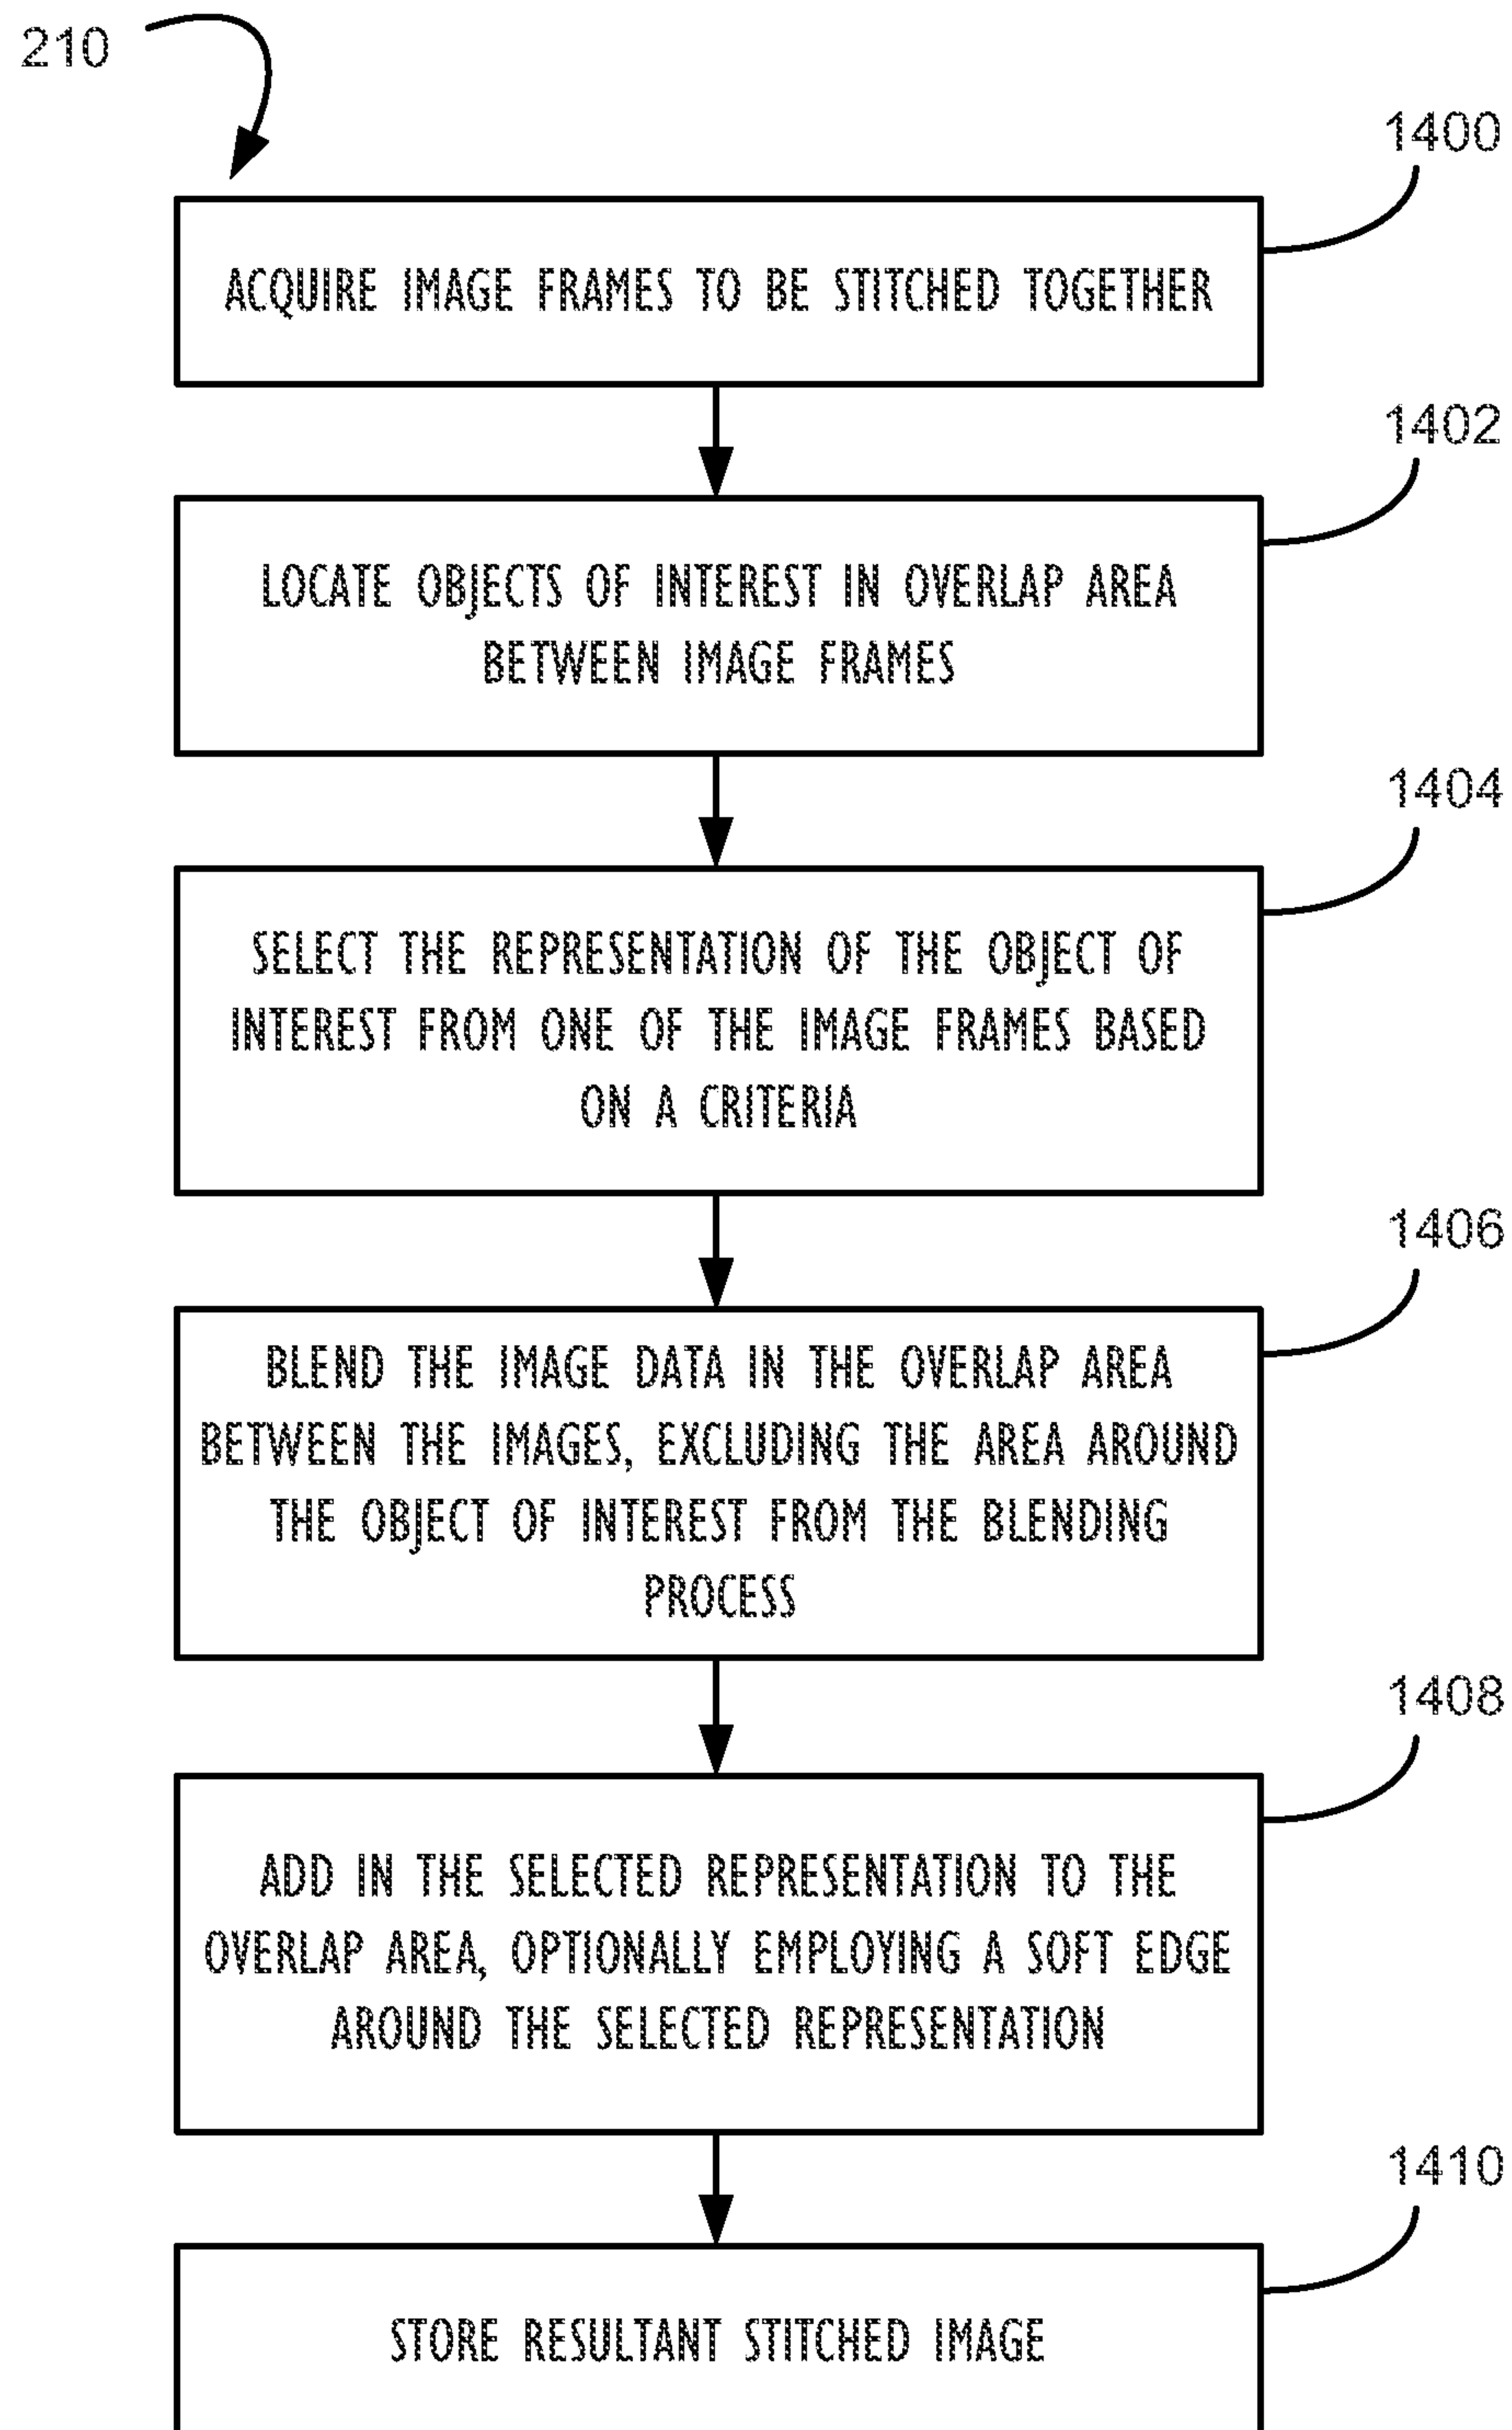 210
1400
ACQUIRE IMAGE FRAMES TO BE STITCHED TOGETHER
1402
LOCATE OBJECTS OF INTEREST IN OVERLAP AREA
BETWEEN IMAGE FRAMES
1404
SELECT THE REPRESENTATION OF THE OBJECT OF
INTEREST FROM ONE OF THE IMAGE FRAMES BASED
ON A CRITERIA
1406
BLEND THE IMAGE DATA IN THE OVERLAP AREA
BETWEEN THE IMAGES, EXCLUDING THE AREA AROUND
THE OBJECT OF INTEREST FROM THE BLENDING
PROCESS
1408
ADD IN THE SELECTED REPRESENTATION TO THE
OVERLAP AREA, OPTIONALLY EMPLOYING A SOFT EDGE
AROUND THE SELECTED REPRESENTATION
1410
STORE RESULTANT STITCHED IMAGE